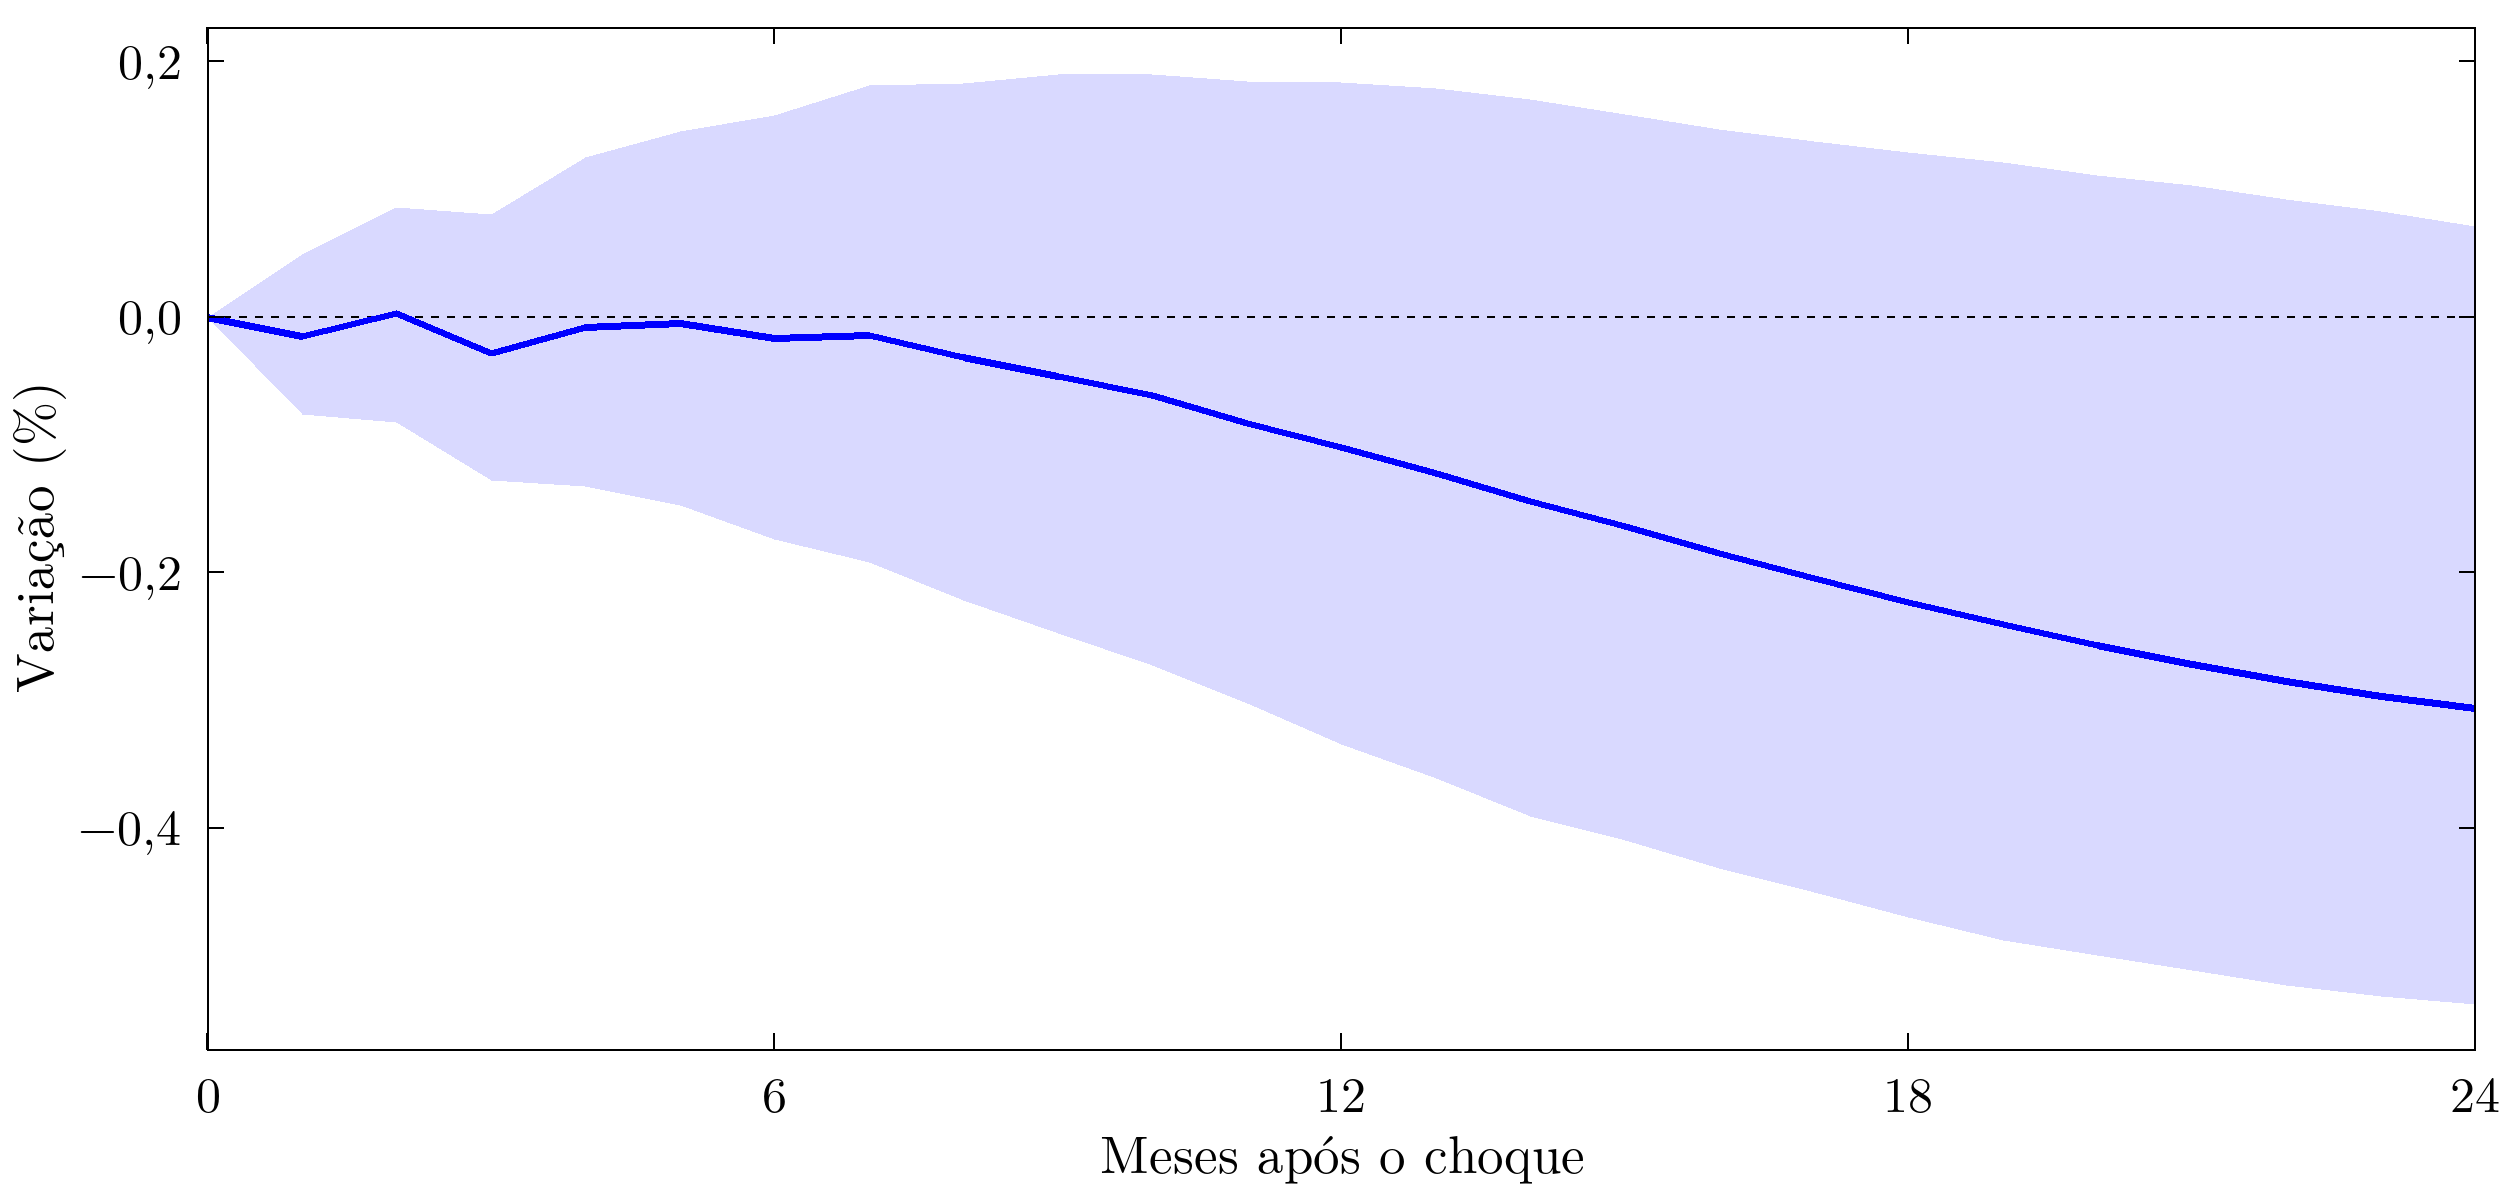 0,2
0,0
−0,2
−0,4
Variação (%)
0 6 12 18 24
Meses após o choque